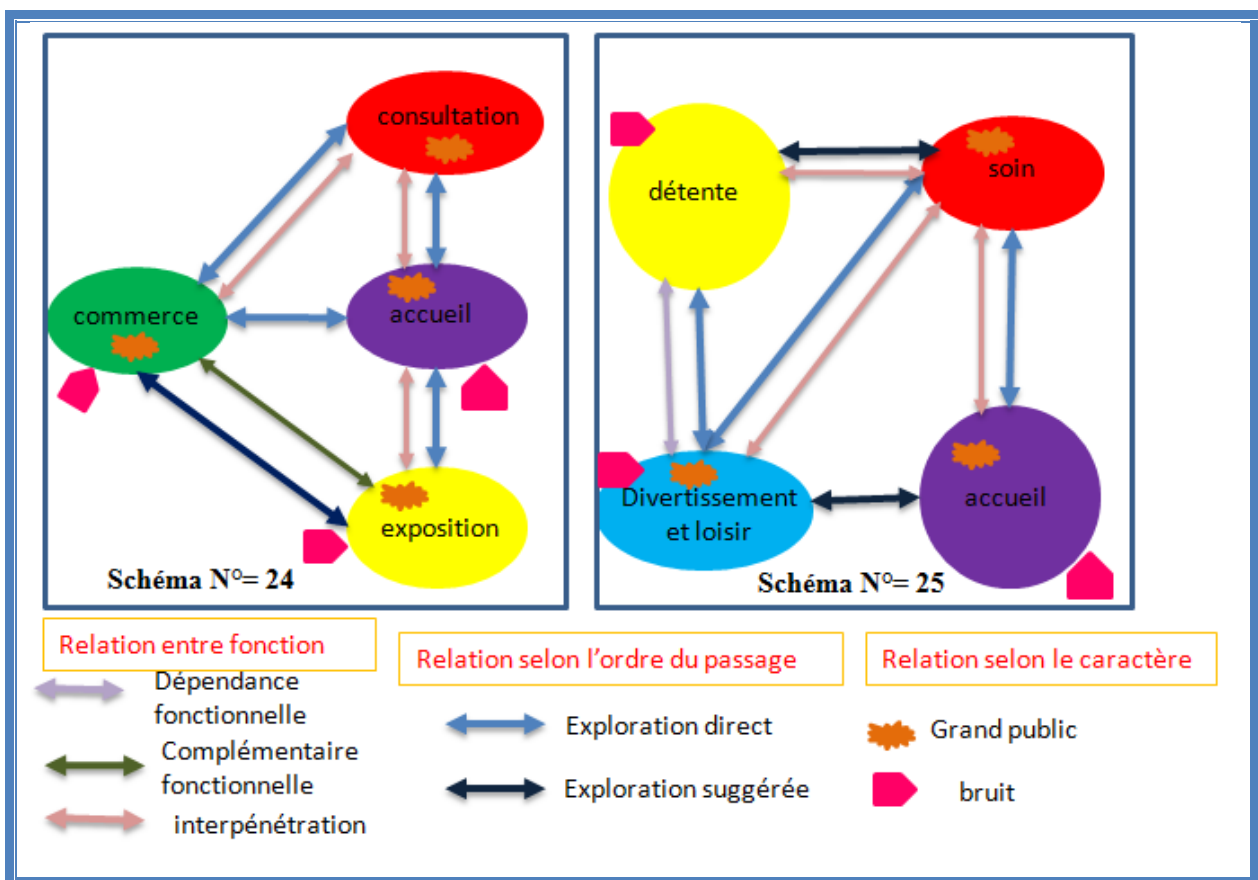 consultation
commerce
accueil
exposition
Schéma N°= 24
détente
soin
Divertissement
et loisir
accueil
Schéma N°= 25
Relation entre fonction
Dépendance
fonctionnelle
Complémentaire
fonctionnelle
interpénétration
Relation selon l'ordre du passage
Exploration direct
Exploration suggérée
Relation selon le caractère
Grand public
bruit